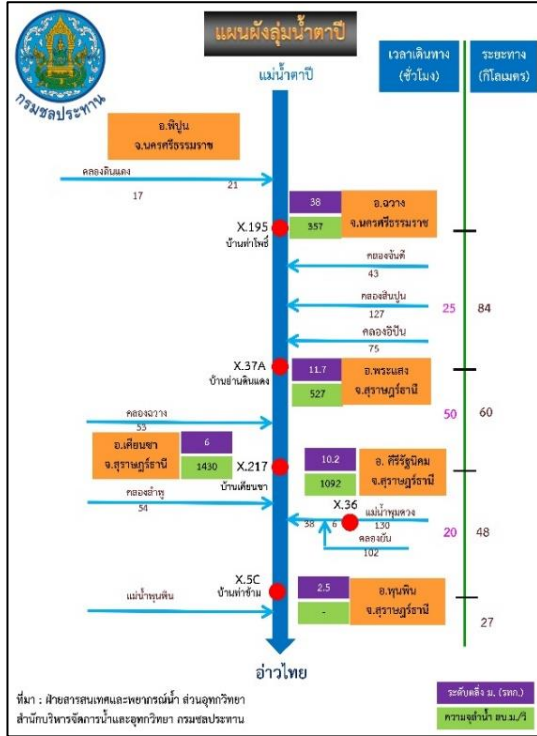 แผนผังลุ่มน้ำตาปี
กรมชลประทาน
แม่น้ำตาปี
เวลาเดินทาง
(ชั่วโมง)
ระยะทาง
(กิโลเมตร)
อ.พิปูน
จ.นครศรีธรรมราช
คลองดินแดง
21
17
38
357
อ.ฉวาง
จ.นครศรีธรรมราช
X.195
บ้านท่าโพธิ์
คลองจันดี
43
คลองสินปุน
127
25
84
คลองอิปัน
75
X.37A
บ้านย่านดินแดง
11.7
527
อ.พระแสง
จ.สุราษฎร์ธานี
คลองฉวาง
53
50
60
อ.เคียนซา
จ.สุราษฎร์ธานี
6
1430
X.217
บ้านเคียนซา
10.2
1092
อ. คีรีรัฐนิคม
จ.สุราษฎร์ธานี
คลองลำพู
54
X.36
แม่น้ำพุมดวง
38
6
130
คลองยัน
102
20
48
X.5C
บ้านท่าข้าม
2.5
-
อ.พุนพิน
จ.สุราษฎร์ธานี
แม่น้ำพุนพิน
27
อ่าวไทย
ที่มา : ฝ่ายสารสนเทศและพยากรณ์น้ำ ส่วนอุทกวิทยา
สำนักบริหารจัดการน้ำและอุทกวิทยา กรมชลประทาน
ระดับตลิ่ง ม. (รทก.)
ความจุลำน้ำ ลบ.ม./วิ